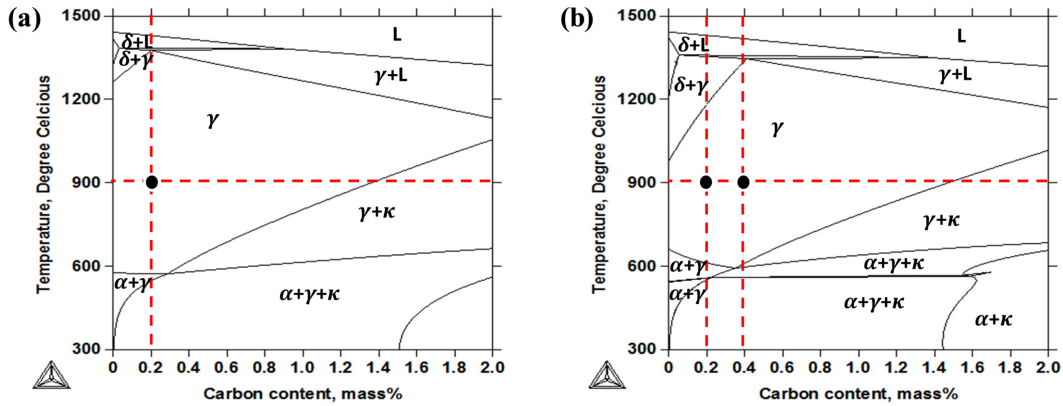 (a)
1500
1200
900
600
300
Temperature, Degree Celcious
δ+L
δ+γ
L
γ+L
γ
γ+κ
α+γ
α+γ+κ
0 0.2 0.4 0.6 0.8 1.0 1.2 1.4 1.6 1.8 2.0
Carbon content, mass%
(b)
1500
1200
900
600
300
Temperature, Degree Celcious
δ+L
δ+γ
L
γ+L
γ
γ+κ
α+γ
α+γ+κ
α+γ
α+γ+κ
α+κ
0 0.2 0.4 0.6 0.8 1.0 1.2 1.4 1.6 1.8 2.0
Carbon content, mass%